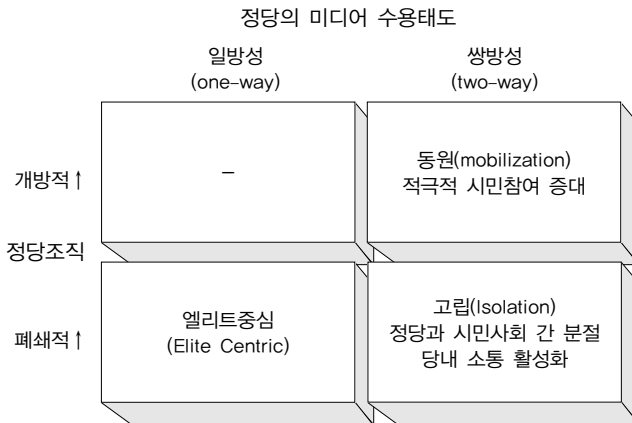 정당의 미디어 수용태도
일방성
(one-way)
쌍방성
(two-way)
개방적↑
-
동원(mobilization)
적극적 시민참여 증대
정당조직
폐쇄적↑
엘리트중심
(Elite Centric)
고립(Isolation)
정당과 시민사회 간 분절
당내 소통 활성화